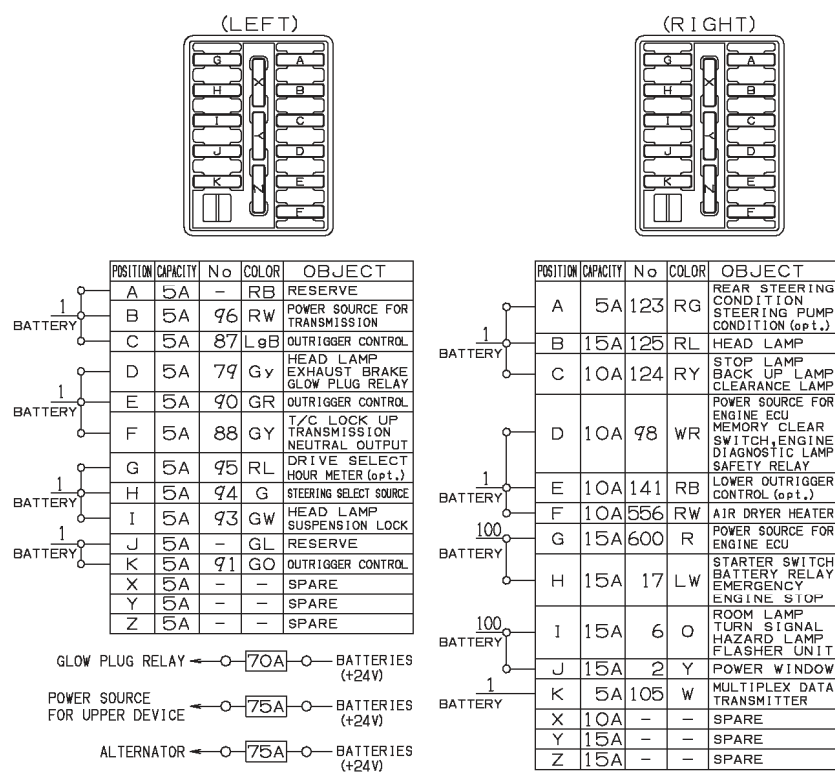 (LEFT)
G A
X
H B
I C
Y
J D
K E
Z
F
POSITION CAPACITY No COLOR OBJECT
A 5A - RB RESERVE
1
BATTERY
B 5A 96 RW POWER SOURCE FOR
TRANSMISSION
C 5A 87 LgB OUTRIGGER CONTROL
D 5A 79 Gy HEAD LAMP
EXHAUST BRAKE
GLOW PLUG RELAY
1
BATTERY
E 5A 90 GR OUTRIGGER CONTROL
F 5A 88 GY T/C LOCK UP
TRANSMISSION
NEUTRAL OUTPUT
G 5A 95 RL DRIVE SELECT
HOUR METER (opt.)
1
BATTERY
H 5A 94 G STEERING SELECT SOURCE
I 5A 93 GW HEAD LAMP
SUSPENSION LOCK
1
BATTERY
J 5A - GL RESERVE
K 5A 91 GO OUTRIGGER CONTROL
X 5A - - SPARE
Y 5A - - SPARE
Z 5A - - SPARE
GLOW PLUG RELAY 70A BATTERIES
(+24V)
POWER SOURCE
FOR UPPER DEVICE 75A BATTERIES
(+24V)
ALTERNATOR 75A BATTERIES
(+24V)
(RIGHT)
G A
X
H B
I C
Y
J D
K E
Z
F
POSITION CAPACITY No COLOR OBJECT
A 5A 123 RG REAR STEERING
CONDITION
STEERING PUMP
CONDITION (opt.)
1
BATTERY
B 15A 125 RL HEAD LAMP
C 10A 124 RY STOP LAMP
BACK UP LAMP
CLEARANCE LAMP
D 10A 98 WR POWER SOURCE FOR
ENGINE ECU
MEMORY CLEAR
SWITCH,ENGINE
DIAGNOSTIC LAMP
SAFETY RELAY
1
BATTERY
E 10A 141 RB LOWER OUTRIGGER
CONTROL (opt.)
F 10A 556 RW AIR DRYER HEATER
100
BATTERY
G 15A 600 R POWER SOURCE FOR
ENGINE ECU
H 15A 17 LW STARTER SWITCH
BATTERY RELAY
EMERGENCY
ENGINE STOP
100
BATTERY
I 15A 6 O ROOM LAMP
TURN SIGNAL
HAZARD LAMP
FLASHER UNIT
J 15A 2 Y POWER WINDOW
1
BATTERY
K 5A 105 W MULTIPLEX DATA
TRANSMITTER
X 10A - - SPARE
Y 15A - - SPARE
Z 15A - - SPARE